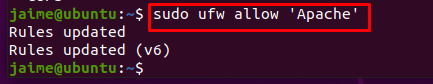 jaime@ubuntu:~$ sudo ufw allow 'Apache'
Rules updated
Rules updated (v6)
jaime@ubuntu:~$